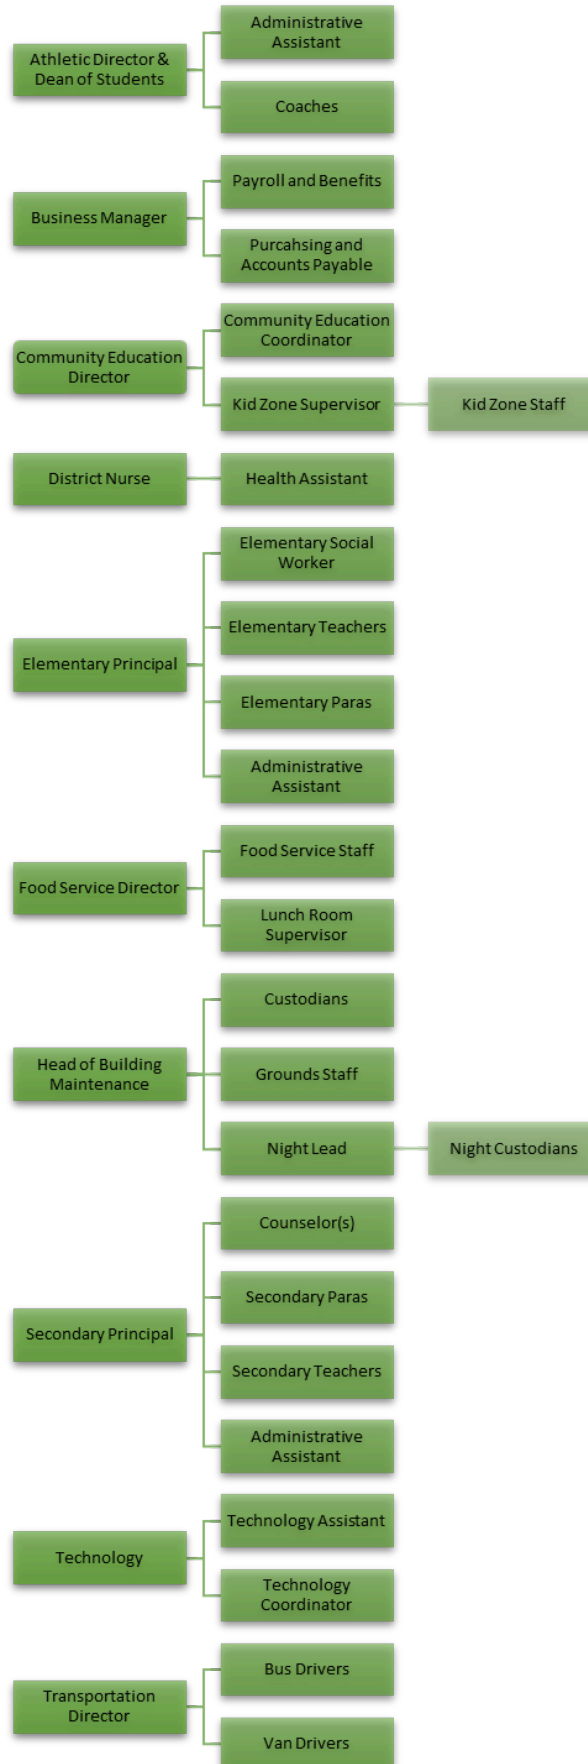 Administrative
Assistant
Athletic Director &
Dean of Students
Coaches
Payroll and Benefits
Business Manager
Purcahsing and
Accounts Payable
Community Education
Coordinator
Community Education
Director
Kid Zone Supervisor
Kid Zone Staff
District Nurse
Health Assistant
Elementary Social
Worker
Elementary Teachers
Elementary Principal
Elementary Paras
Administrative
Assistant
Food Service Staff
Food Service Director
Lunch Room
Supervisor
Custodians
Head of Building
Maintenance
Grounds Staff
Night Lead
Night Custodians
Counselor(s)
Secondary Paras
Secondary Principal
Secondary Teachers
Administrative
Assistant
Technology Assistant
Technology
Technology
Coordinator
Bus Drivers
Transportation
Director
Van Drivers